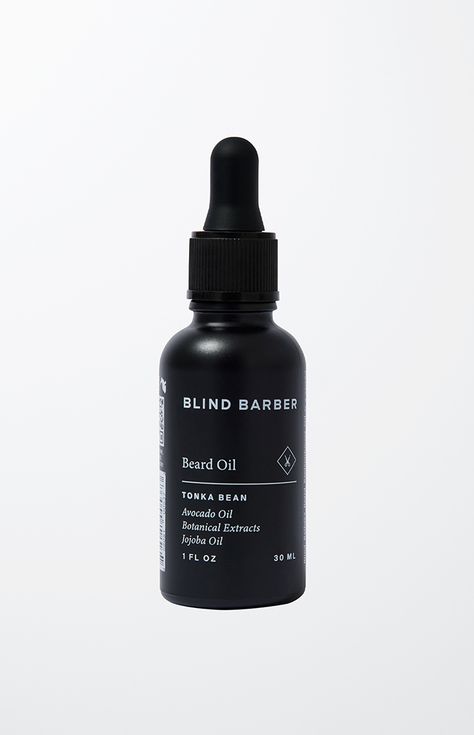 BLIND BARBER
Beard Oil
TONKA BEAN
Avocado Oil
Botanical Extracts
Jojoba Oil
1 FL OZ 30 ML